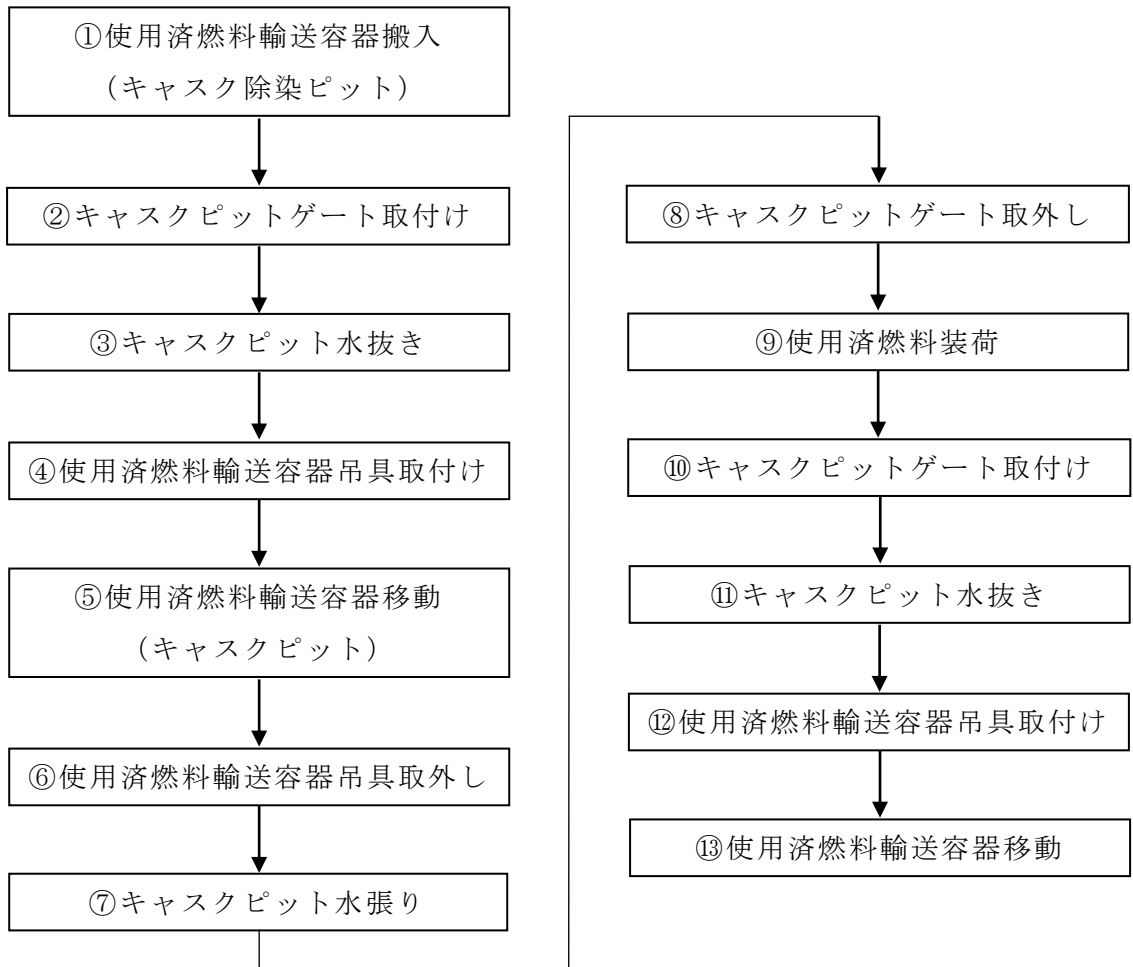 ①使用済燃料輸送容器搬入
（キャスク除染ピット）
②キャスクピットゲート取付け
③キャスクピット水抜き
④使用済燃料輸送容器吊具取付け
⑤使用済燃料輸送容器移動
（キャスクピット）
⑥使用済燃料輸送容器吊具取外し
⑦キャスクピット水張り
⑧キャスクピットゲート取外し
⑨使用済燃料装荷
⑩キャスクピットゲート取付け
⑪キャスクピット水抜き
⑫使用済燃料輸送容器吊具取付け
⑬使用済燃料輸送容器移動